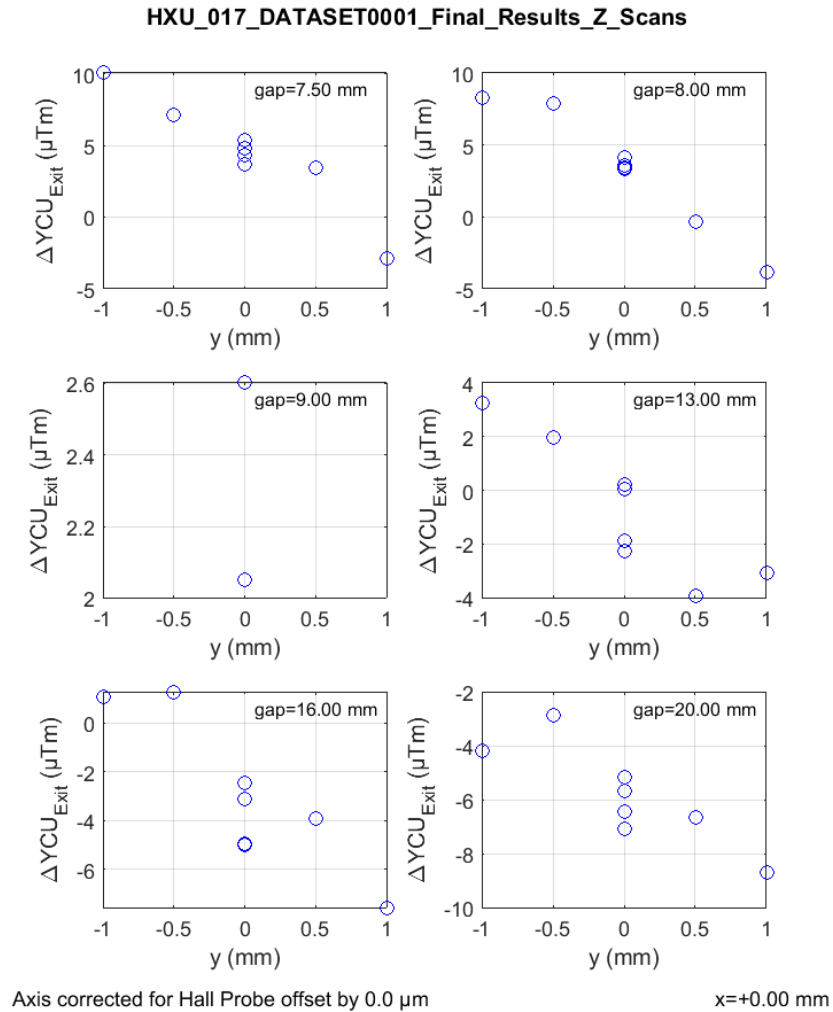 HXU_017_DATASET0001_Final_Results_Z_Scans
gap=7.50 mm
10
5
0
-5
-1 -0.5 0 0.5 1
y (mm)
ΔYCU_Exit (µTm)
gap=8.00 mm
10
5
0
-5
-1 -0.5 0 0.5 1
y (mm)
ΔYCU_Exit (µTm)
gap=9.00 mm
2.6
2.4
2.2
2
-1 -0.5 0 0.5 1
y (mm)
ΔYCU_Exit (µTm)
gap=13.00 mm
4
2
0
-2
-4
-1 -0.5 0 0.5 1
y (mm)
ΔYCU_Exit (µTm)
gap=16.00 mm
0
-2
-4
-6
-1 -0.5 0 0.5 1
y (mm)
ΔYCU_Exit (µTm)
gap=20.00 mm
-2
-4
-6
-8
-10
-1 -0.5 0 0.5 1
y (mm)
ΔYCU_Exit (µTm)
Axis corrected for Hall Probe offset by 0.0 µm
x=+0.00 mm